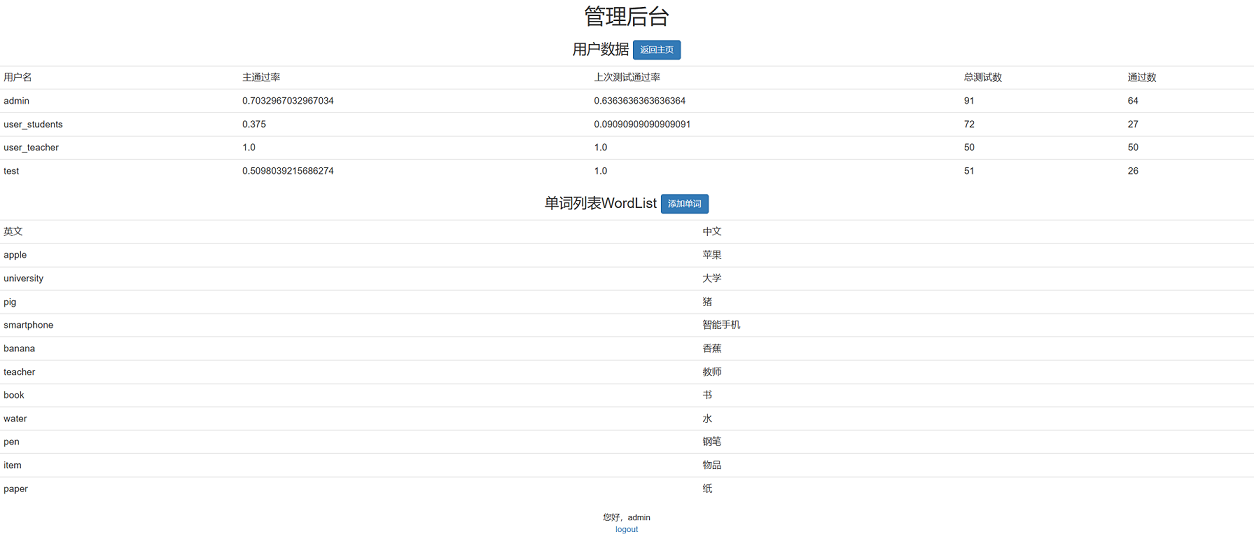 管理后台
用户数据 返回主页
用户名 主通过率 上次测试通过率 总测试数 通过数
admin 0.7032967032967034 0.6363636363636364 91 64
user_students 0.375 0.09090909090909091 72 27
user_teacher 1.0 1.0 50 50
test 0.5098039215686274 1.0 51 26
单词列表WordList 添加单词
英文 中文
apple 苹果
university 大学
pig 猪
smartphone 智能手机
banana 香蕉
teacher 教师
book 书
water 水
pen 钢笔
item 物品
paper 纸
您好，admin
logout